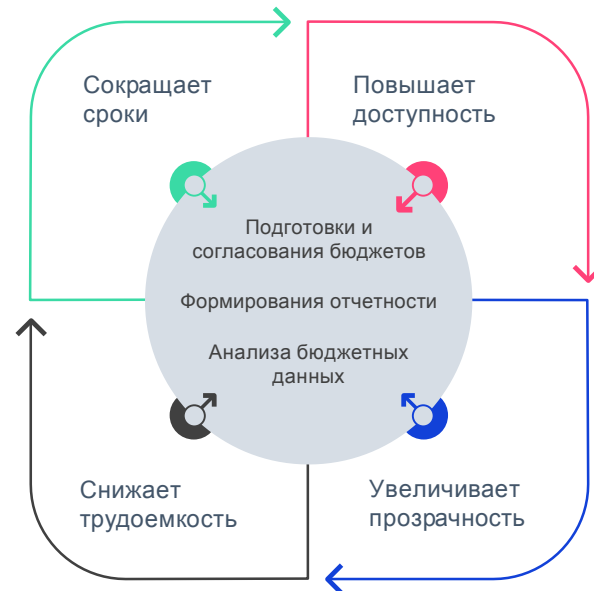 Сокращает
сроки
Повышает
доступность
Подготовки и
согласования бюджетов
Формирования отчетности
Анализа бюджетных
данных
Снижает
трудоемкость
Увеличивает
прозрачность